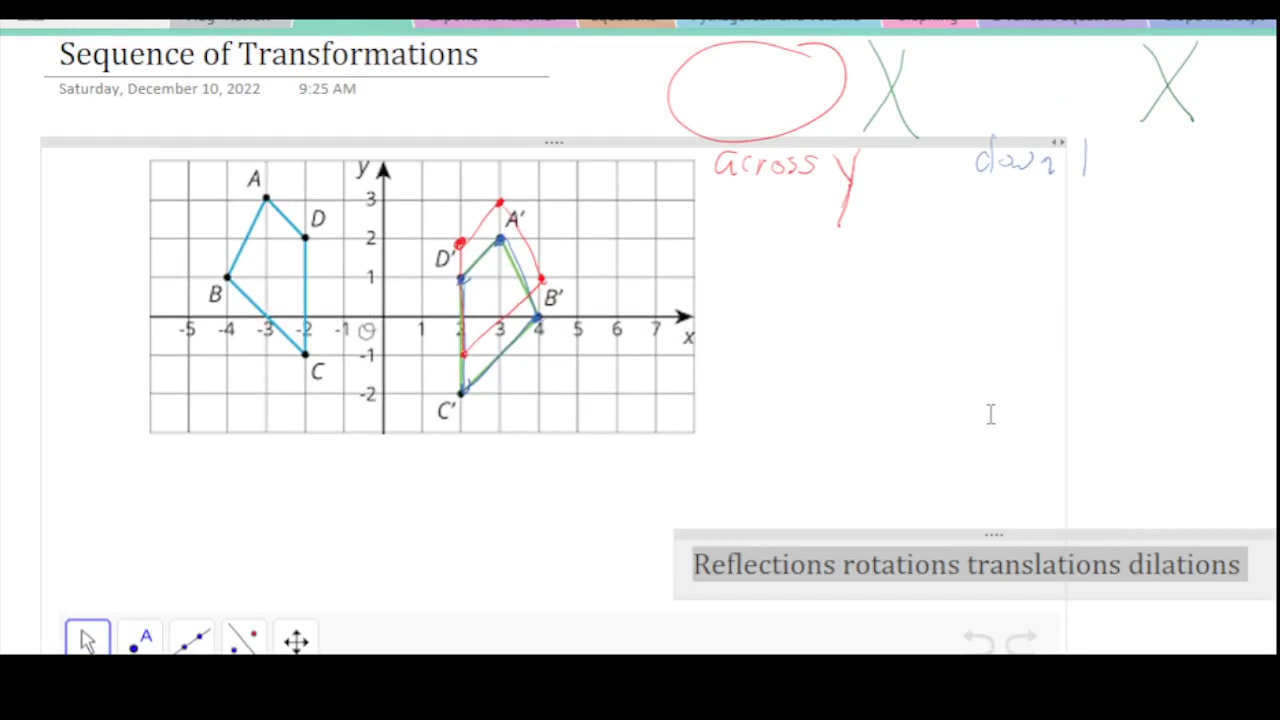 Sequence of Transformations
Saturday, December 10, 2022 9:25 AM
across y
down 1
A
D
B
C
y
3
2
1
-1
-2
-5 -4 -3 -2 -1 O 1 2 3 4 5 6 7
x
A'
D'
B'
C'
Reflections rotations translations dilations
A